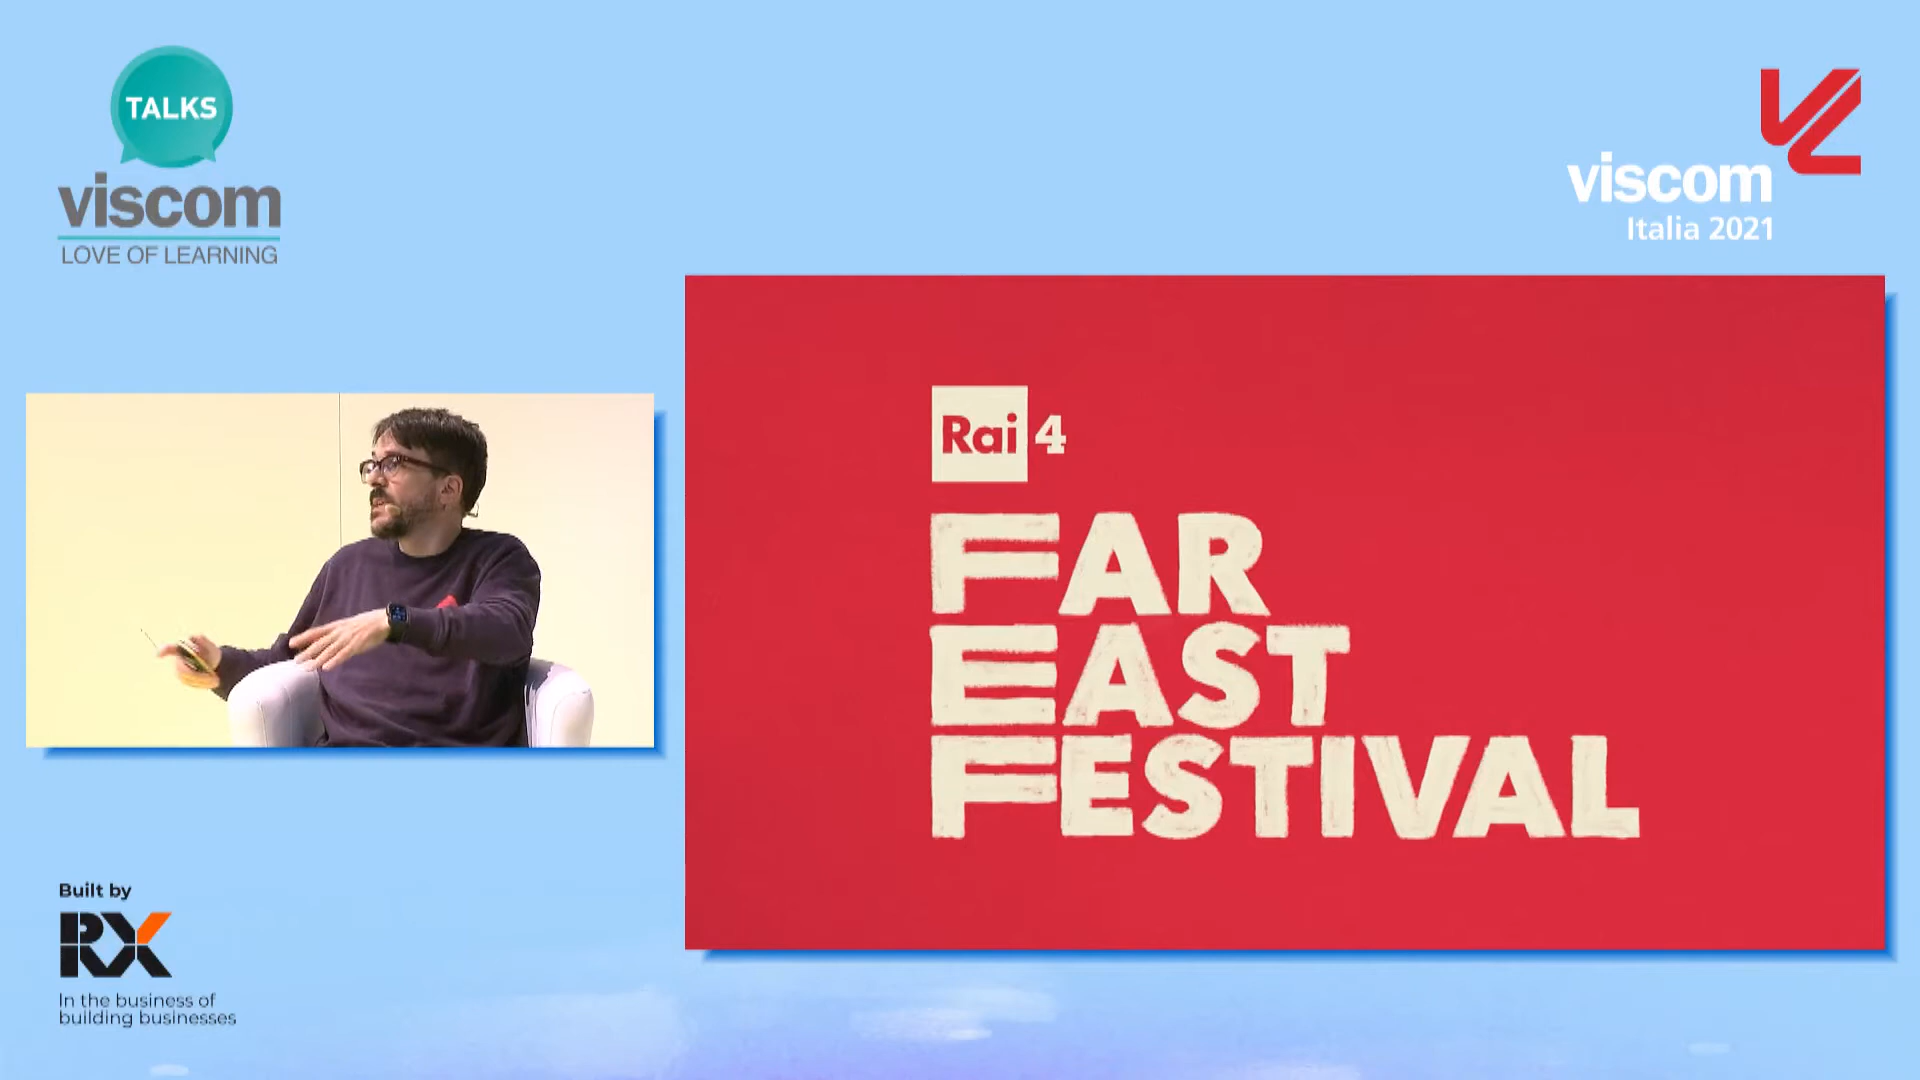 TALKS
viscom
LOVE OF LEARNING
viscom
Italia 2021
Rai 4
FAR
EAST
FESTIVAL
Built by
RX
In the business of
building businesses